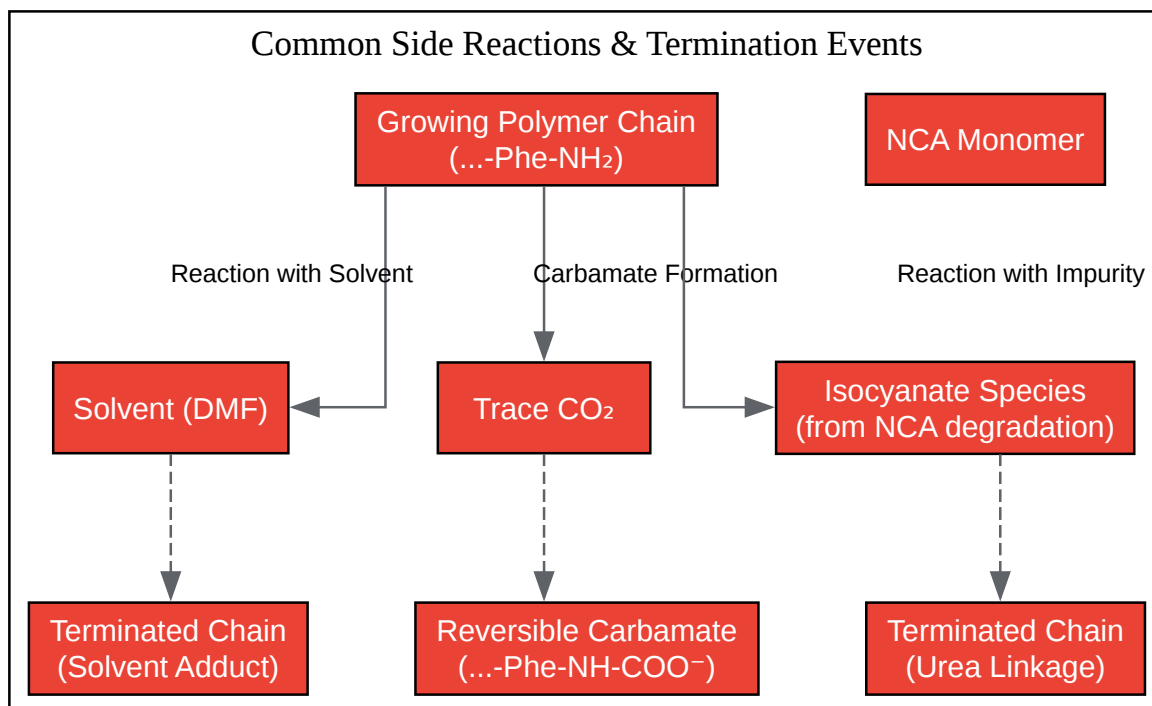 Common Side Reactions & Termination Events
Growing Polymer Chain
(...-Phe-NH₂)
NCA Monomer
Reaction with Solvent
Carbamate Formation
Reaction with Impurity
Solvent (DMF)
Trace CO₂
Isocyanate Species
(from NCA degradation)
Terminated Chain
(Solvent Adduct)
Reversible Carbamate
(...-Phe-NH-COO⁻)
Terminated Chain
(Urea Linkage)